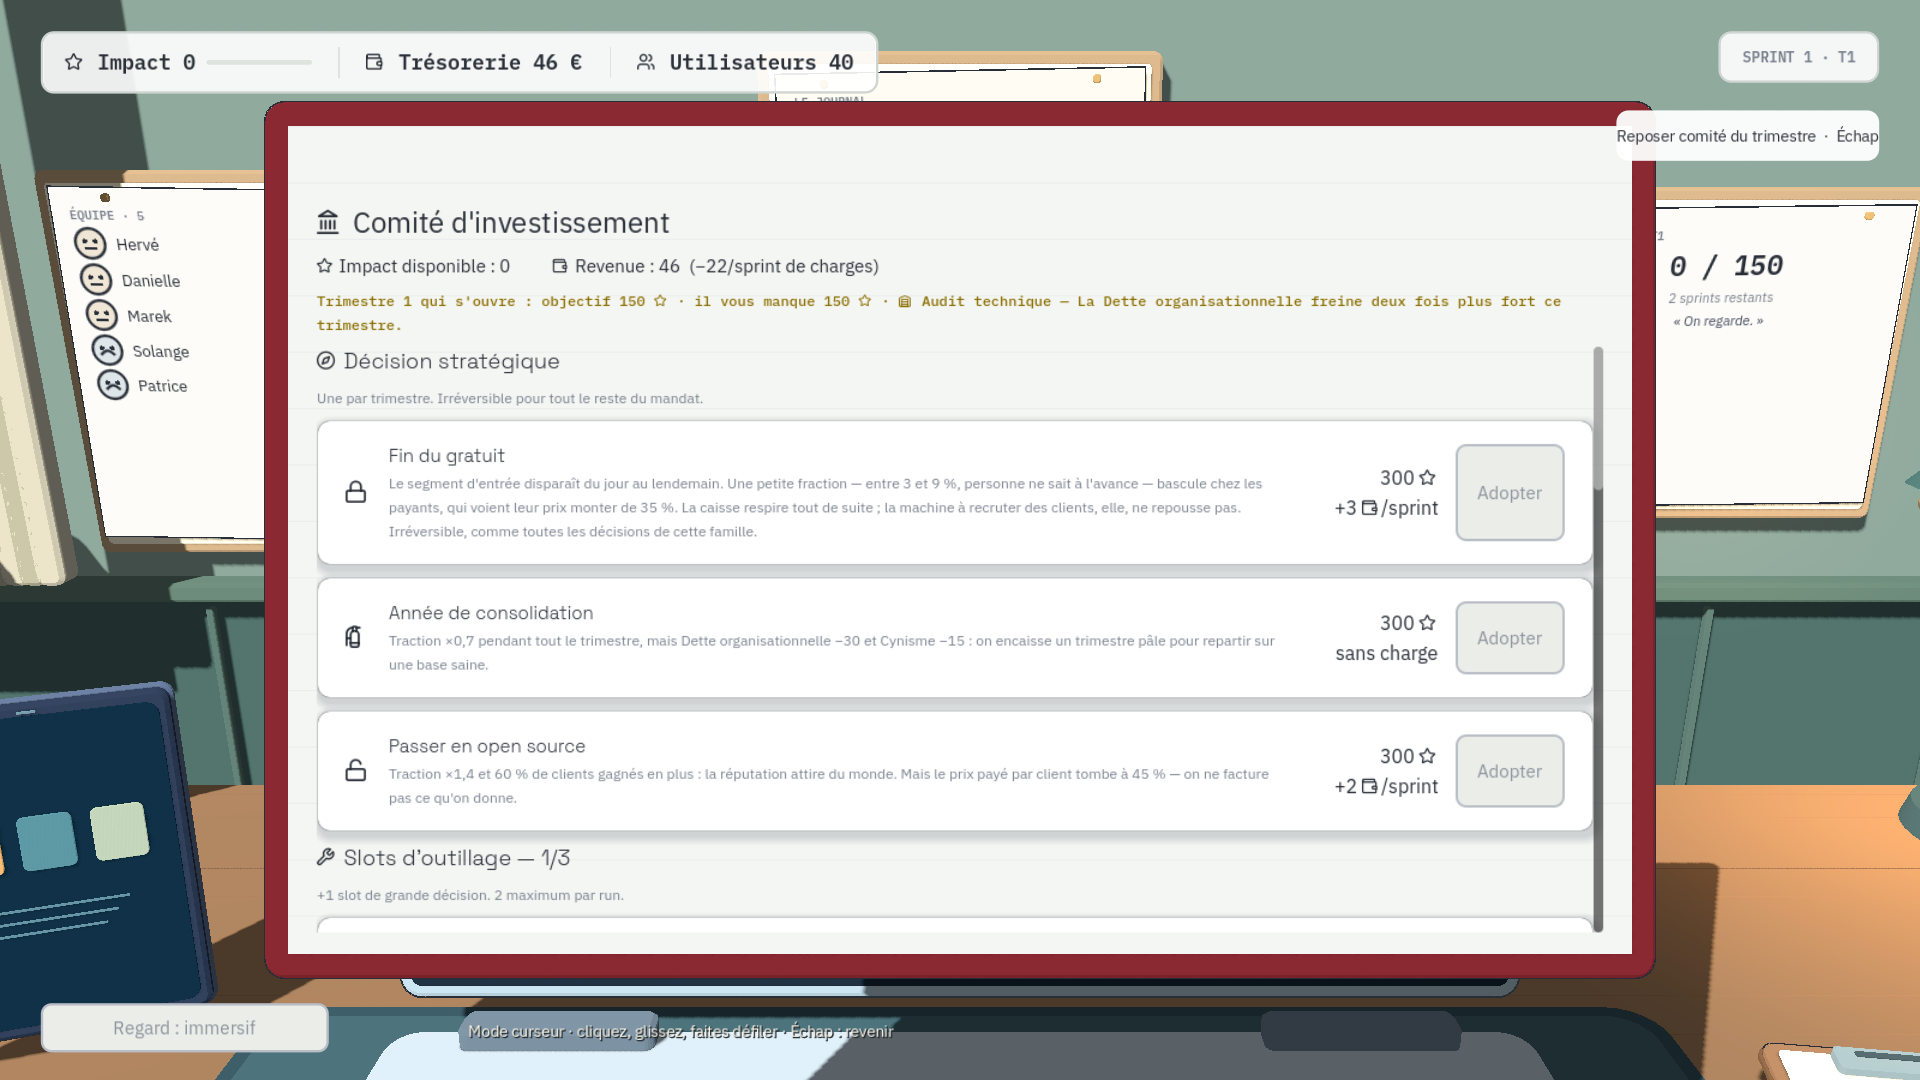 Impact 0
Trésorerie 46 €
Utilisateurs 40
SPRINT 1 · T1
LE JOURNAL
Reposer comité du trimestre · Échap
ÉQUIPE · 5
Hervé
Danielle
Marek
Solange
Patrice
Comité d'investissement
Impact disponible : 0
Revenue : 46 (−22/sprint de charges)
Trimestre 1 qui s'ouvre : objectif 150 · il vous manque 150 · Audit technique — La Dette organisationnelle freine deux fois plus fort ce
trimestre.
Décision stratégique
Une par trimestre. Irréversible pour tout le reste du mandat.
Fin du gratuit
Le segment d'entrée disparaît du jour au lendemain. Une petite fraction — entre 3 et 9 %, personne ne sait à l'avance — bascule chez les
payants, qui voient leur prix monter de 35 %. La caisse respire tout de suite ; la machine à recruter des clients, elle, ne repousse pas.
Irréversible, comme toutes les décisions de cette famille.
300
+3 /sprint
Adopter
Année de consolidation
Traction ×0,7 pendant tout le trimestre, mais Dette organisationnelle −30 et Cynisme −15 : on encaisse un trimestre pâle pour repartir sur
une base saine.
300
sans charge
Adopter
Passer en open source
Traction ×1,4 et 60 % de clients gagnés en plus : la réputation attire du monde. Mais le prix payé par client tombe à 45 % — on ne facture
pas ce qu'on donne.
300
+2 /sprint
Adopter
Slots d'outillage — 1/3
+1 slot de grande décision. 2 maximum par run.
0 / 150
2 sprints restants
« On regarde. »
Regard : immersif
Mode curseur · cliquez, glissez, faites défiler · Échap : revenir